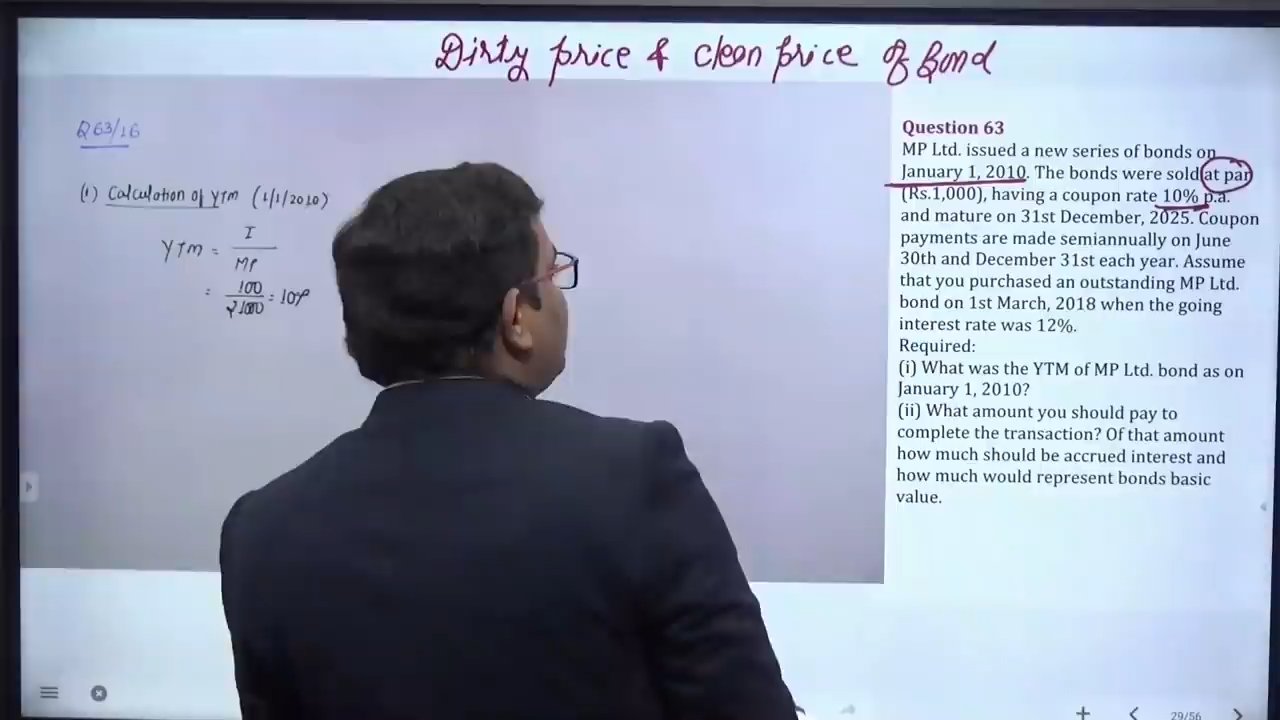 Dirty price & clean price of Bond
Q63/16
(1) Calculation of YTM (1/1/2010)
YTM = I
MP
= 100
₹1000
= 10%
Question 63
MP Ltd. issued a new series of bonds on
January 1, 2010. The bonds were sold at par
(Rs.1,000), having a coupon rate 10% p.a.
and mature on 31st December, 2025. Coupon
payments are made semiannually on June
30th and December 31st each year. Assume
that you purchased an outstanding MP Ltd.
bond on 1st March, 2018 when the going
interest rate was 12%.
Required:
(i) What was the YTM of MP Ltd. bond as on
January 1, 2010?
(ii) What amount you should pay to
complete the transaction? Of that amount
how much should be accrued interest and
how much would represent bonds basic
value.
29/56